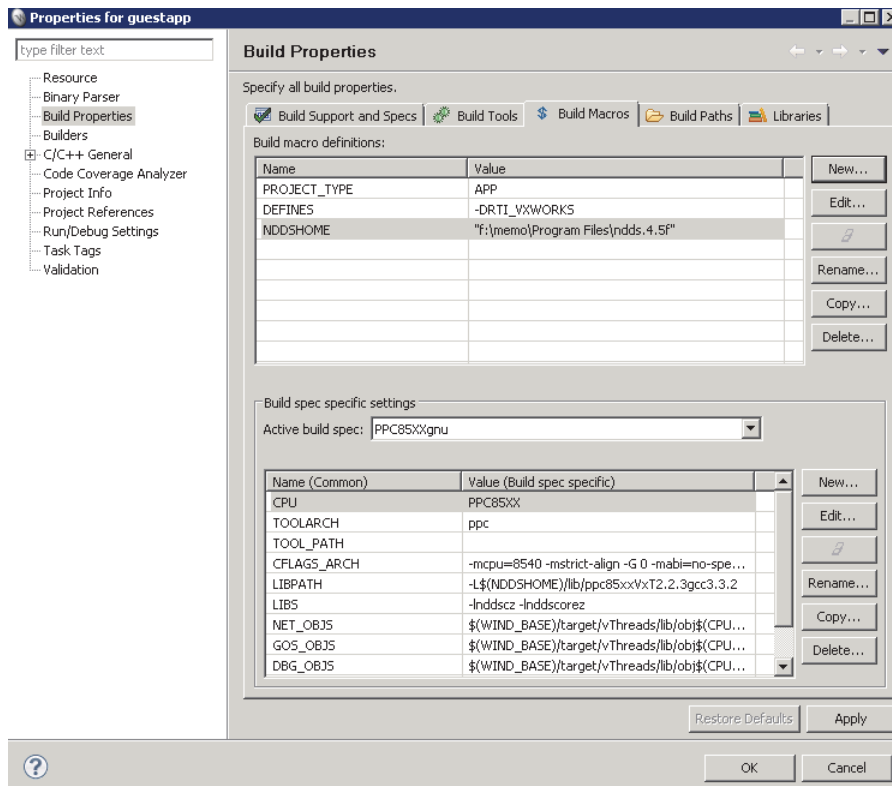 Properties for guestapp
type filter text
Resource
Binary Parser
Build Properties
Builders
C/C++ General
Code Coverage Analyzer
Project Info
Project References
Run/Debug Settings
Task Tags
Validation
Build Properties
Specify all build properties.
Build Support and Specs Build Tools Build Macros Build Paths Libraries
Build macro definitions:
Name Value
PROJECT_TYPE APP
DEFINES -DRTI_VXWORKS
NDDSHOME "f:\memo\Program Files\ndds.4.5f"
New...
Edit...
Rename...
Copy...
Delete...
Build spec specific settings
Active build spec: PPC85XXgnu
Name (Common) Value (Build spec specific)
CPU PPC85XX
TOOLARCH ppc
TOOL_PATH
CFLAGS_ARCH -mcpu=8540 -mstrict-align -G 0 -mabi=no-spe...
LIBPATH -L$(NDDSHOME)/lib/ppc85xxVxT2.2.3gcc3.3.2
LIBS -lnddscz -lnddscorez
NET_OBJS $(WIND_BASE)/target/vThreads/lib/obj$(CPU...
GOS_OBJS $(WIND_BASE)/target/vThreads/lib/obj$(CPU...
DBG_OBJS $(WIND_BASE)/target/vThreads/lib/obj$(CPU...
New...
Edit...
Rename...
Copy...
Delete...
Restore Defaults Apply
OK Cancel